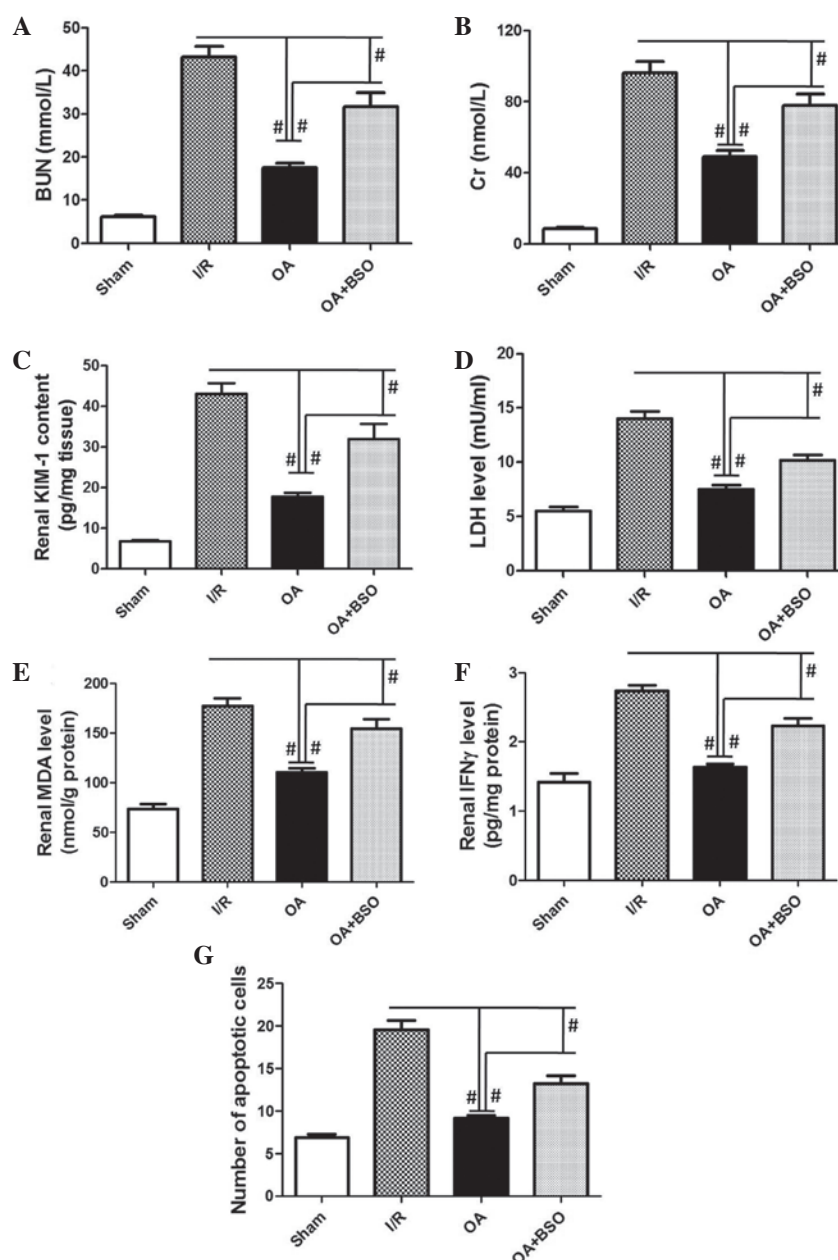 A
BUN (mmol/L)
50
40
30
20
10
0
#
# #
Sham
I/R
OA
OA+BSO
B
Cr (nmol/L)
120
80
40
0
#
# #
Sham
I/R
OA
OA+BSO
C
Renal KIM-1 content
(pg/mg tissue)
50
40
30
20
10
0
#
# #
Sham
I/R
OA
OA+BSO
D
LDH level (mU/ml)
20
15
10
5
0
#
# #
Sham
I/R
OA
OA+BSO
E
Renal MDA level
(nmol/g protein)
200
150
100
50
0
#
# #
Sham
I/R
OA
OA+BSO
F
Renal IFNγ level
(pg/mg protein)
3
2
1
0
#
# #
Sham
I/R
OA
OA+BSO
G
Number of apoptotic cells
25
20
15
10
5
0
#
# #
Sham
I/R
OA
OA+BSO